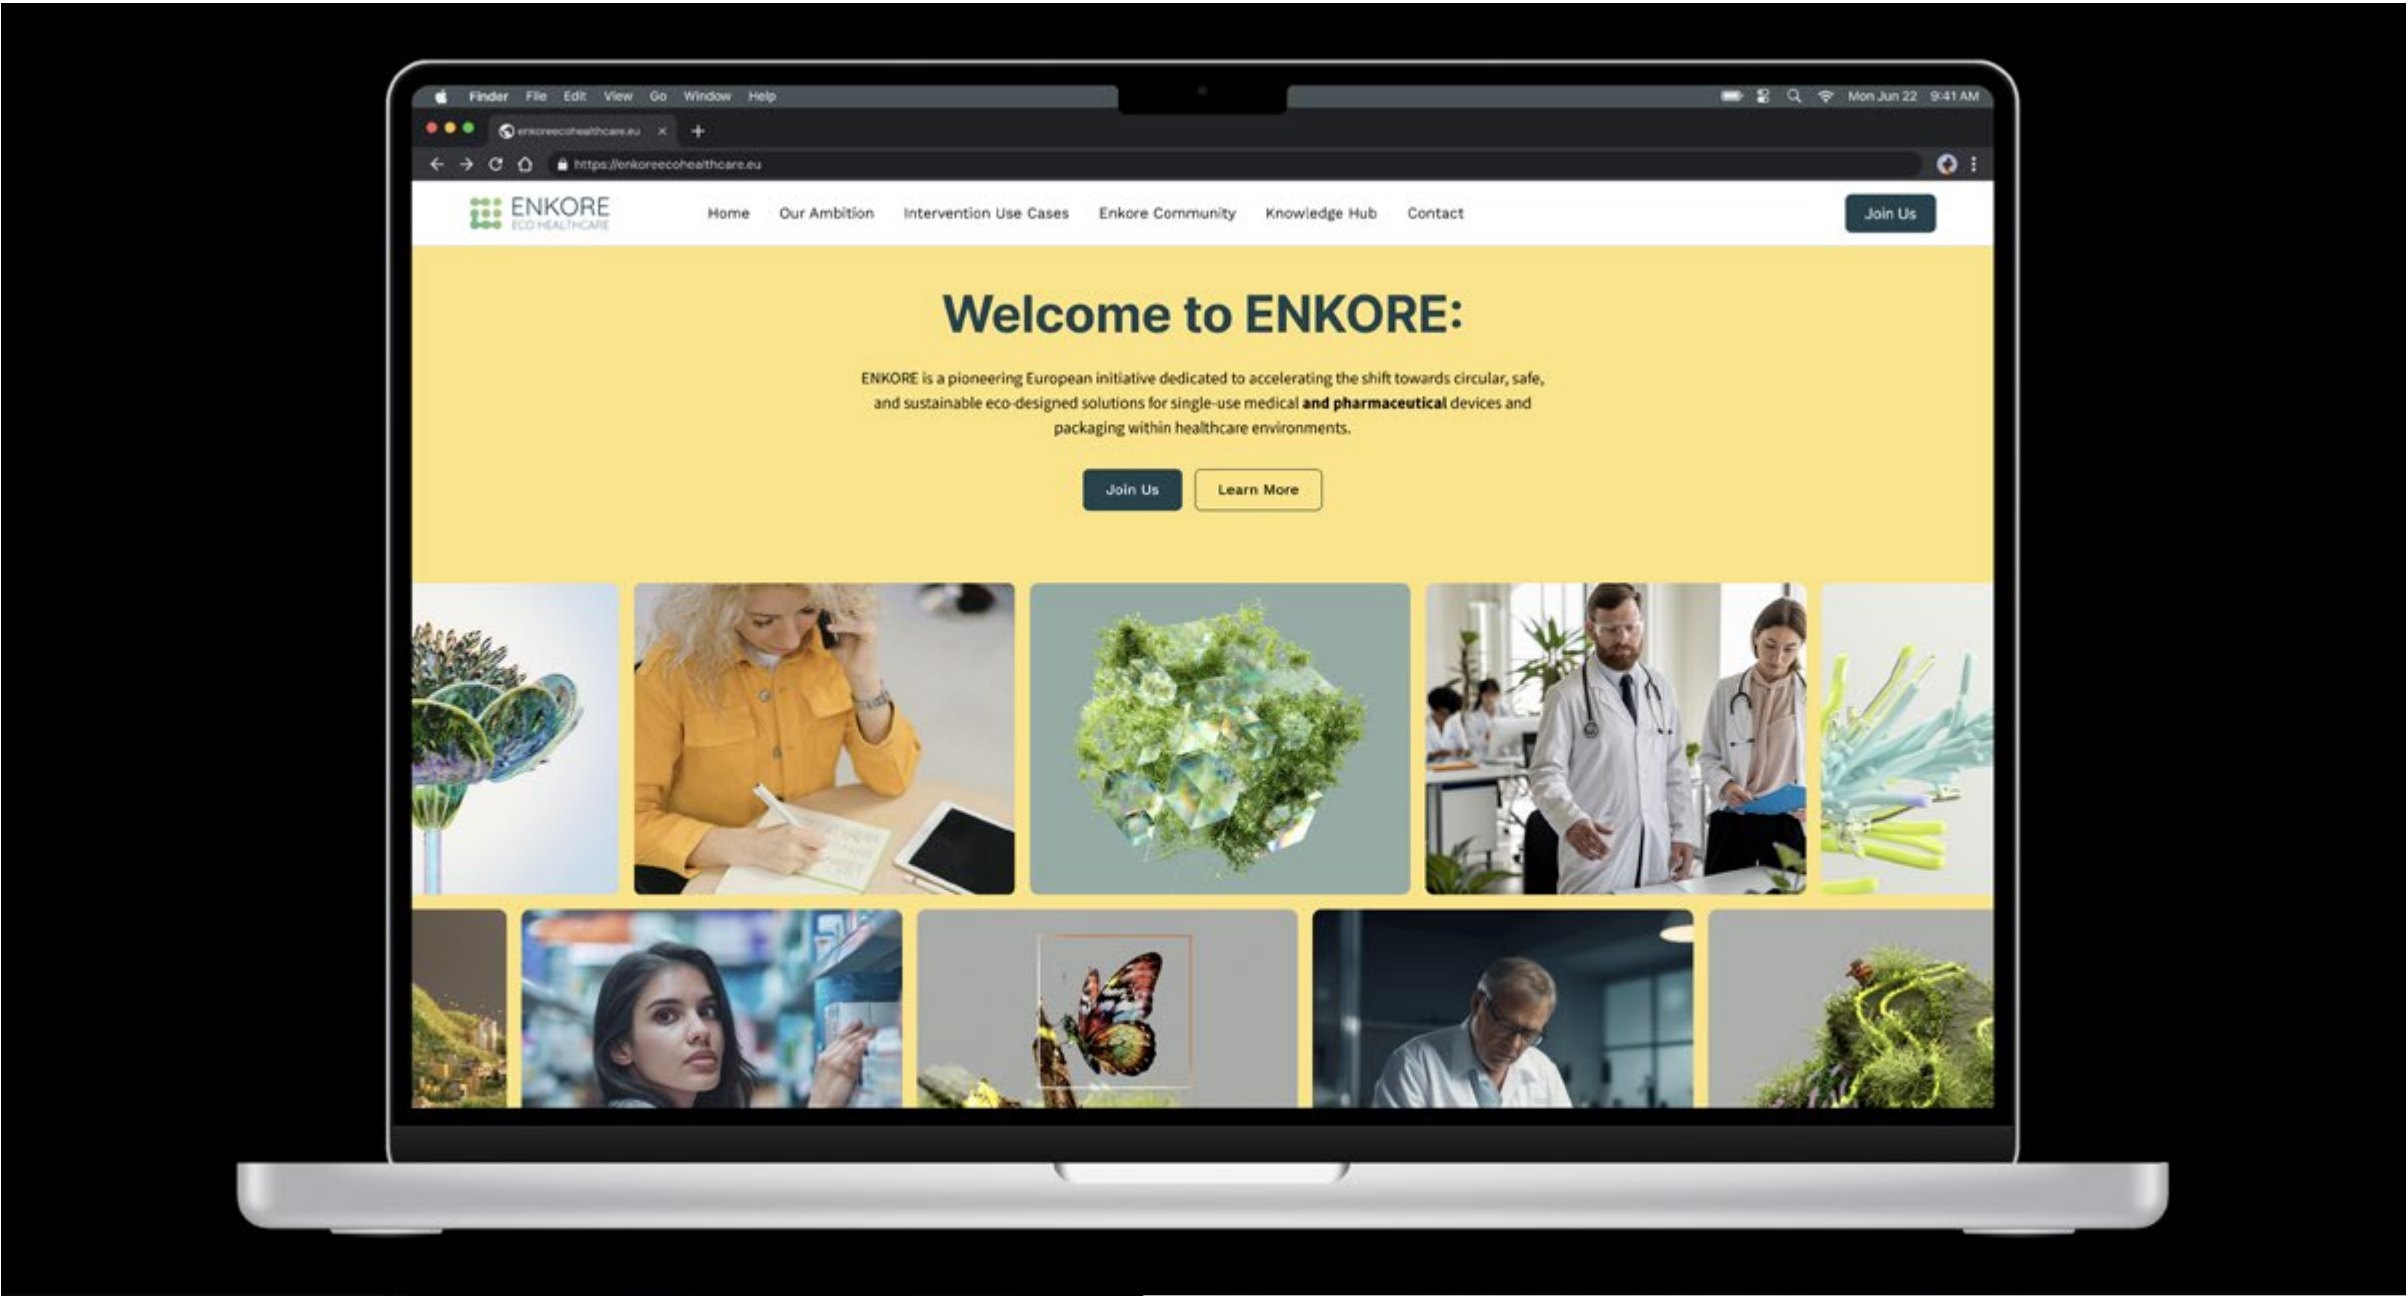 Finder File Edit View Go Window Help
Mon Jun 22 9:41 AM
enkoreecohealthcare.eu
https://enkoreecohealthcare.eu
ENKORE
ECO HEALTHCARE
Home Our Ambition Intervention Use Cases Enkore Community Knowledge Hub Contact
Join Us
Welcome to ENKORE:
ENKORE is a pioneering European initiative dedicated to accelerating the shift towards circular, safe,
and sustainable eco-designed solutions for single-use medical and pharmaceutical devices and
packaging within healthcare environments.
Join Us
Learn More